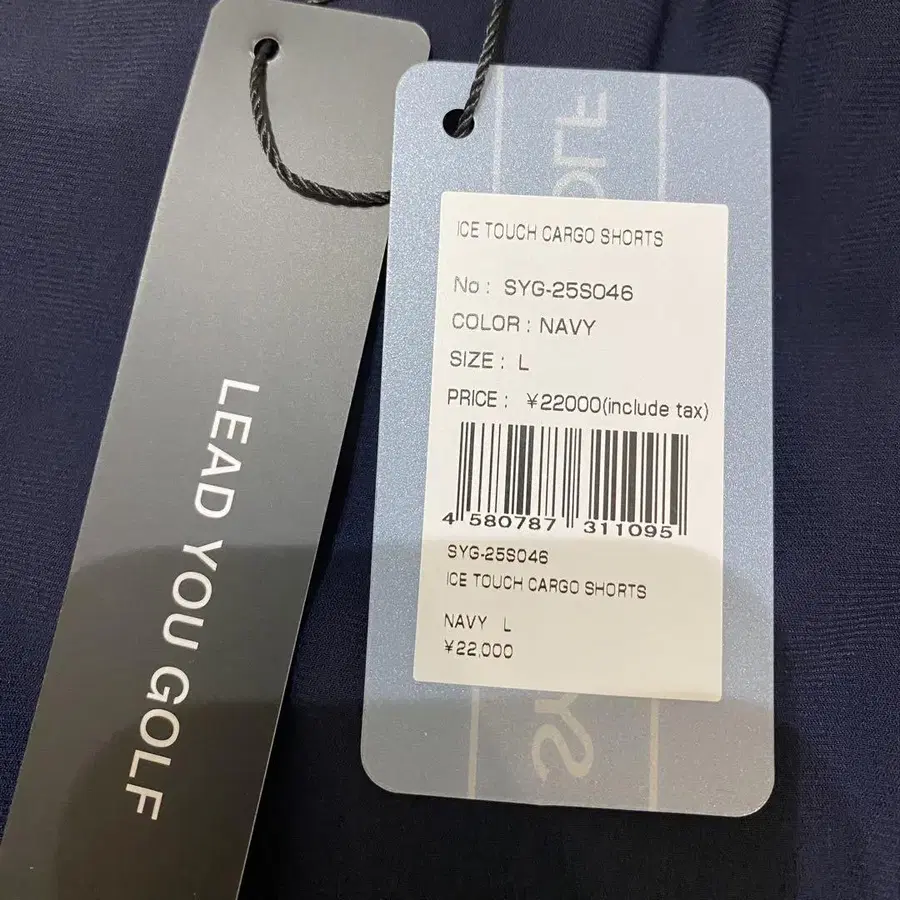 LEAD YOU GOLF
ICE TOUCH CARGO SHORTS
No : SYG-25S046
COLOR : NAVY
SIZE : L
PRICE : ¥22000(include tax)
4 580787 311095
SYG-25S046
ICE TOUCH CARGO SHORTS
NAVY L
¥22,000